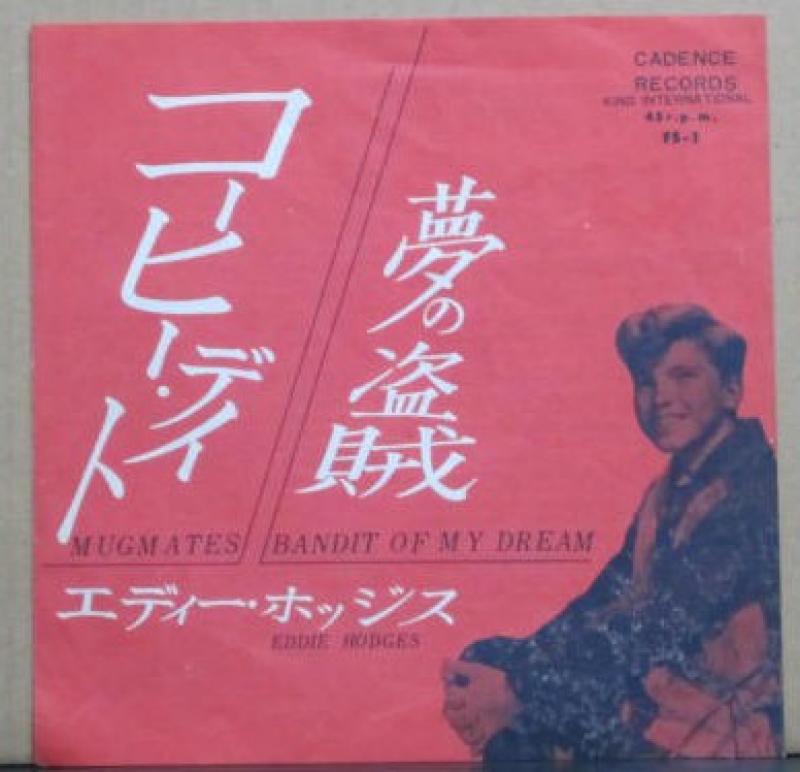 コーヒー・デイト
夢の盗賊
CADENCE
RECORDS
KING INTERNATIONAL
45 r.p.m.
MUGMATES
BANDIT OF MY DREAM
エディー・ホッジス
EDDIE HODGES